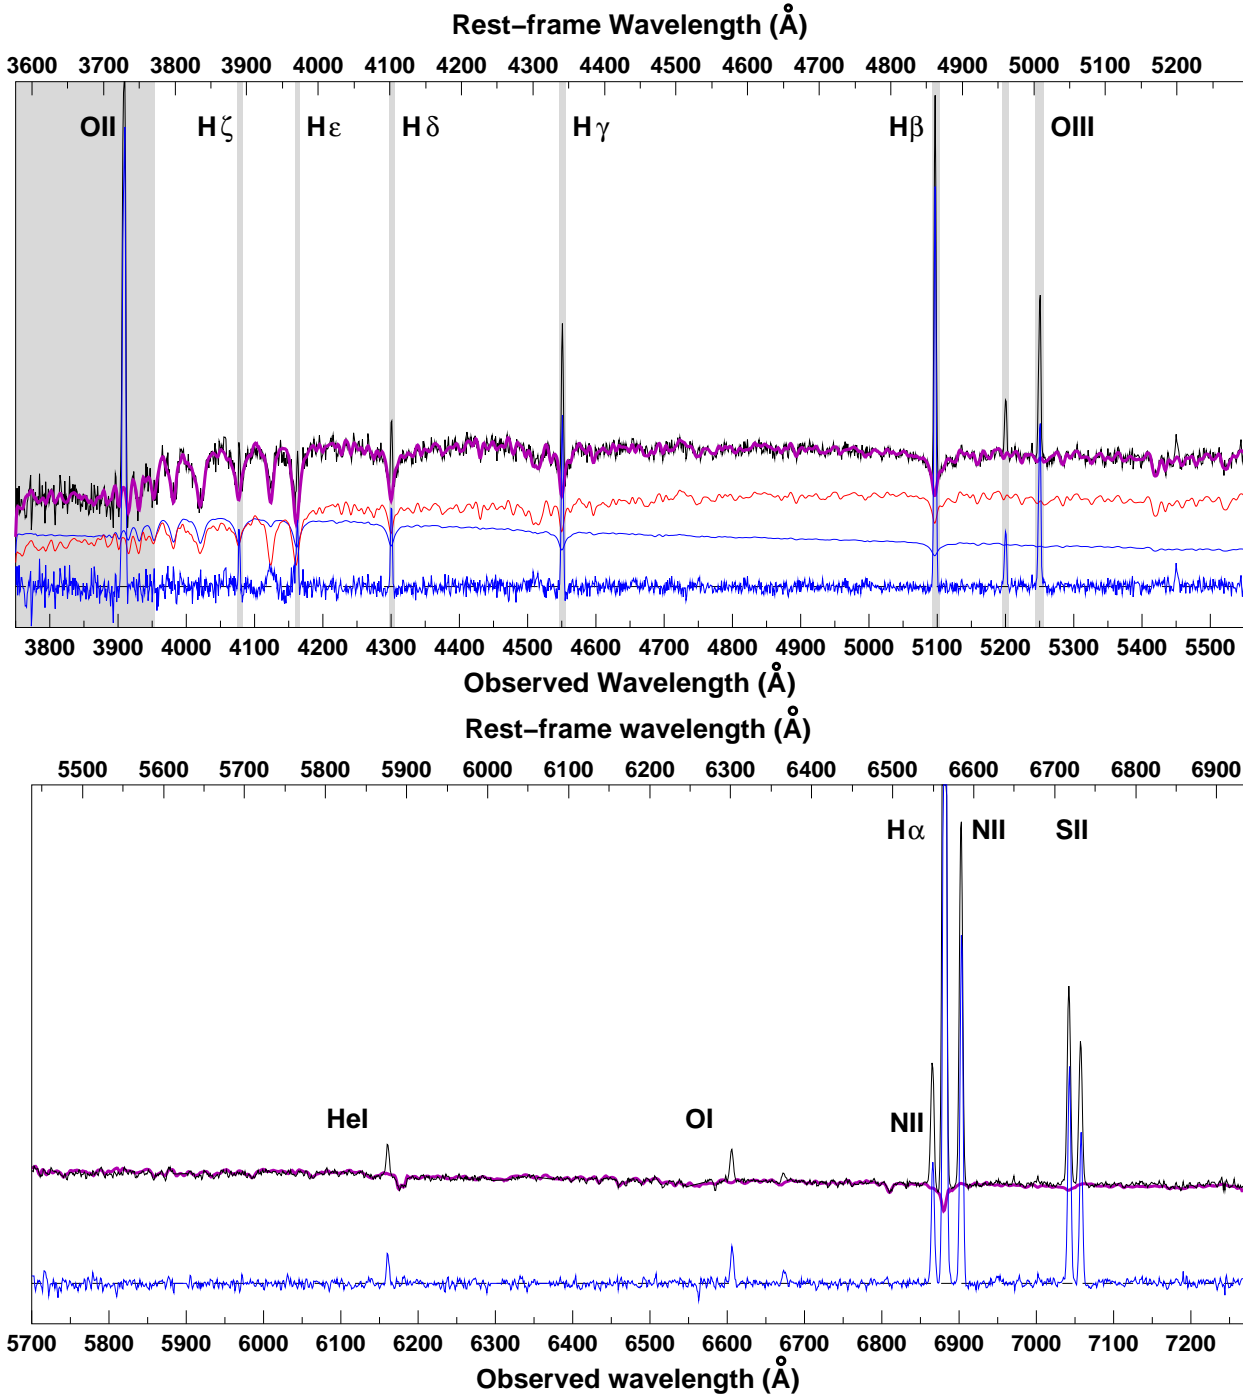 Rest−frame Wavelength (Å)
3600 3700 3800 3900 4000 4100 4200 4300 4400 4500 4600 4700 4800 4900 5000 5100 5200
OII Hζ Hε Hδ Hγ Hβ OIII
3800 3900 4000 4100 4200 4300 4400 4500 4600 4700 4800 4900 5000 5100 5200 5300 5400 5500
Observed Wavelength (Å)
Rest−frame wavelength (Å)
5500 5600 5700 5800 5900 6000 6100 6200 6300 6400 6500 6600 6700 6800 6900
Hα NII SII
HeI OI NII
5700 5800 5900 6000 6100 6200 6300 6400 6500 6600 6700 6800 6900 7000 7100 7200
Observed wavelength (Å)